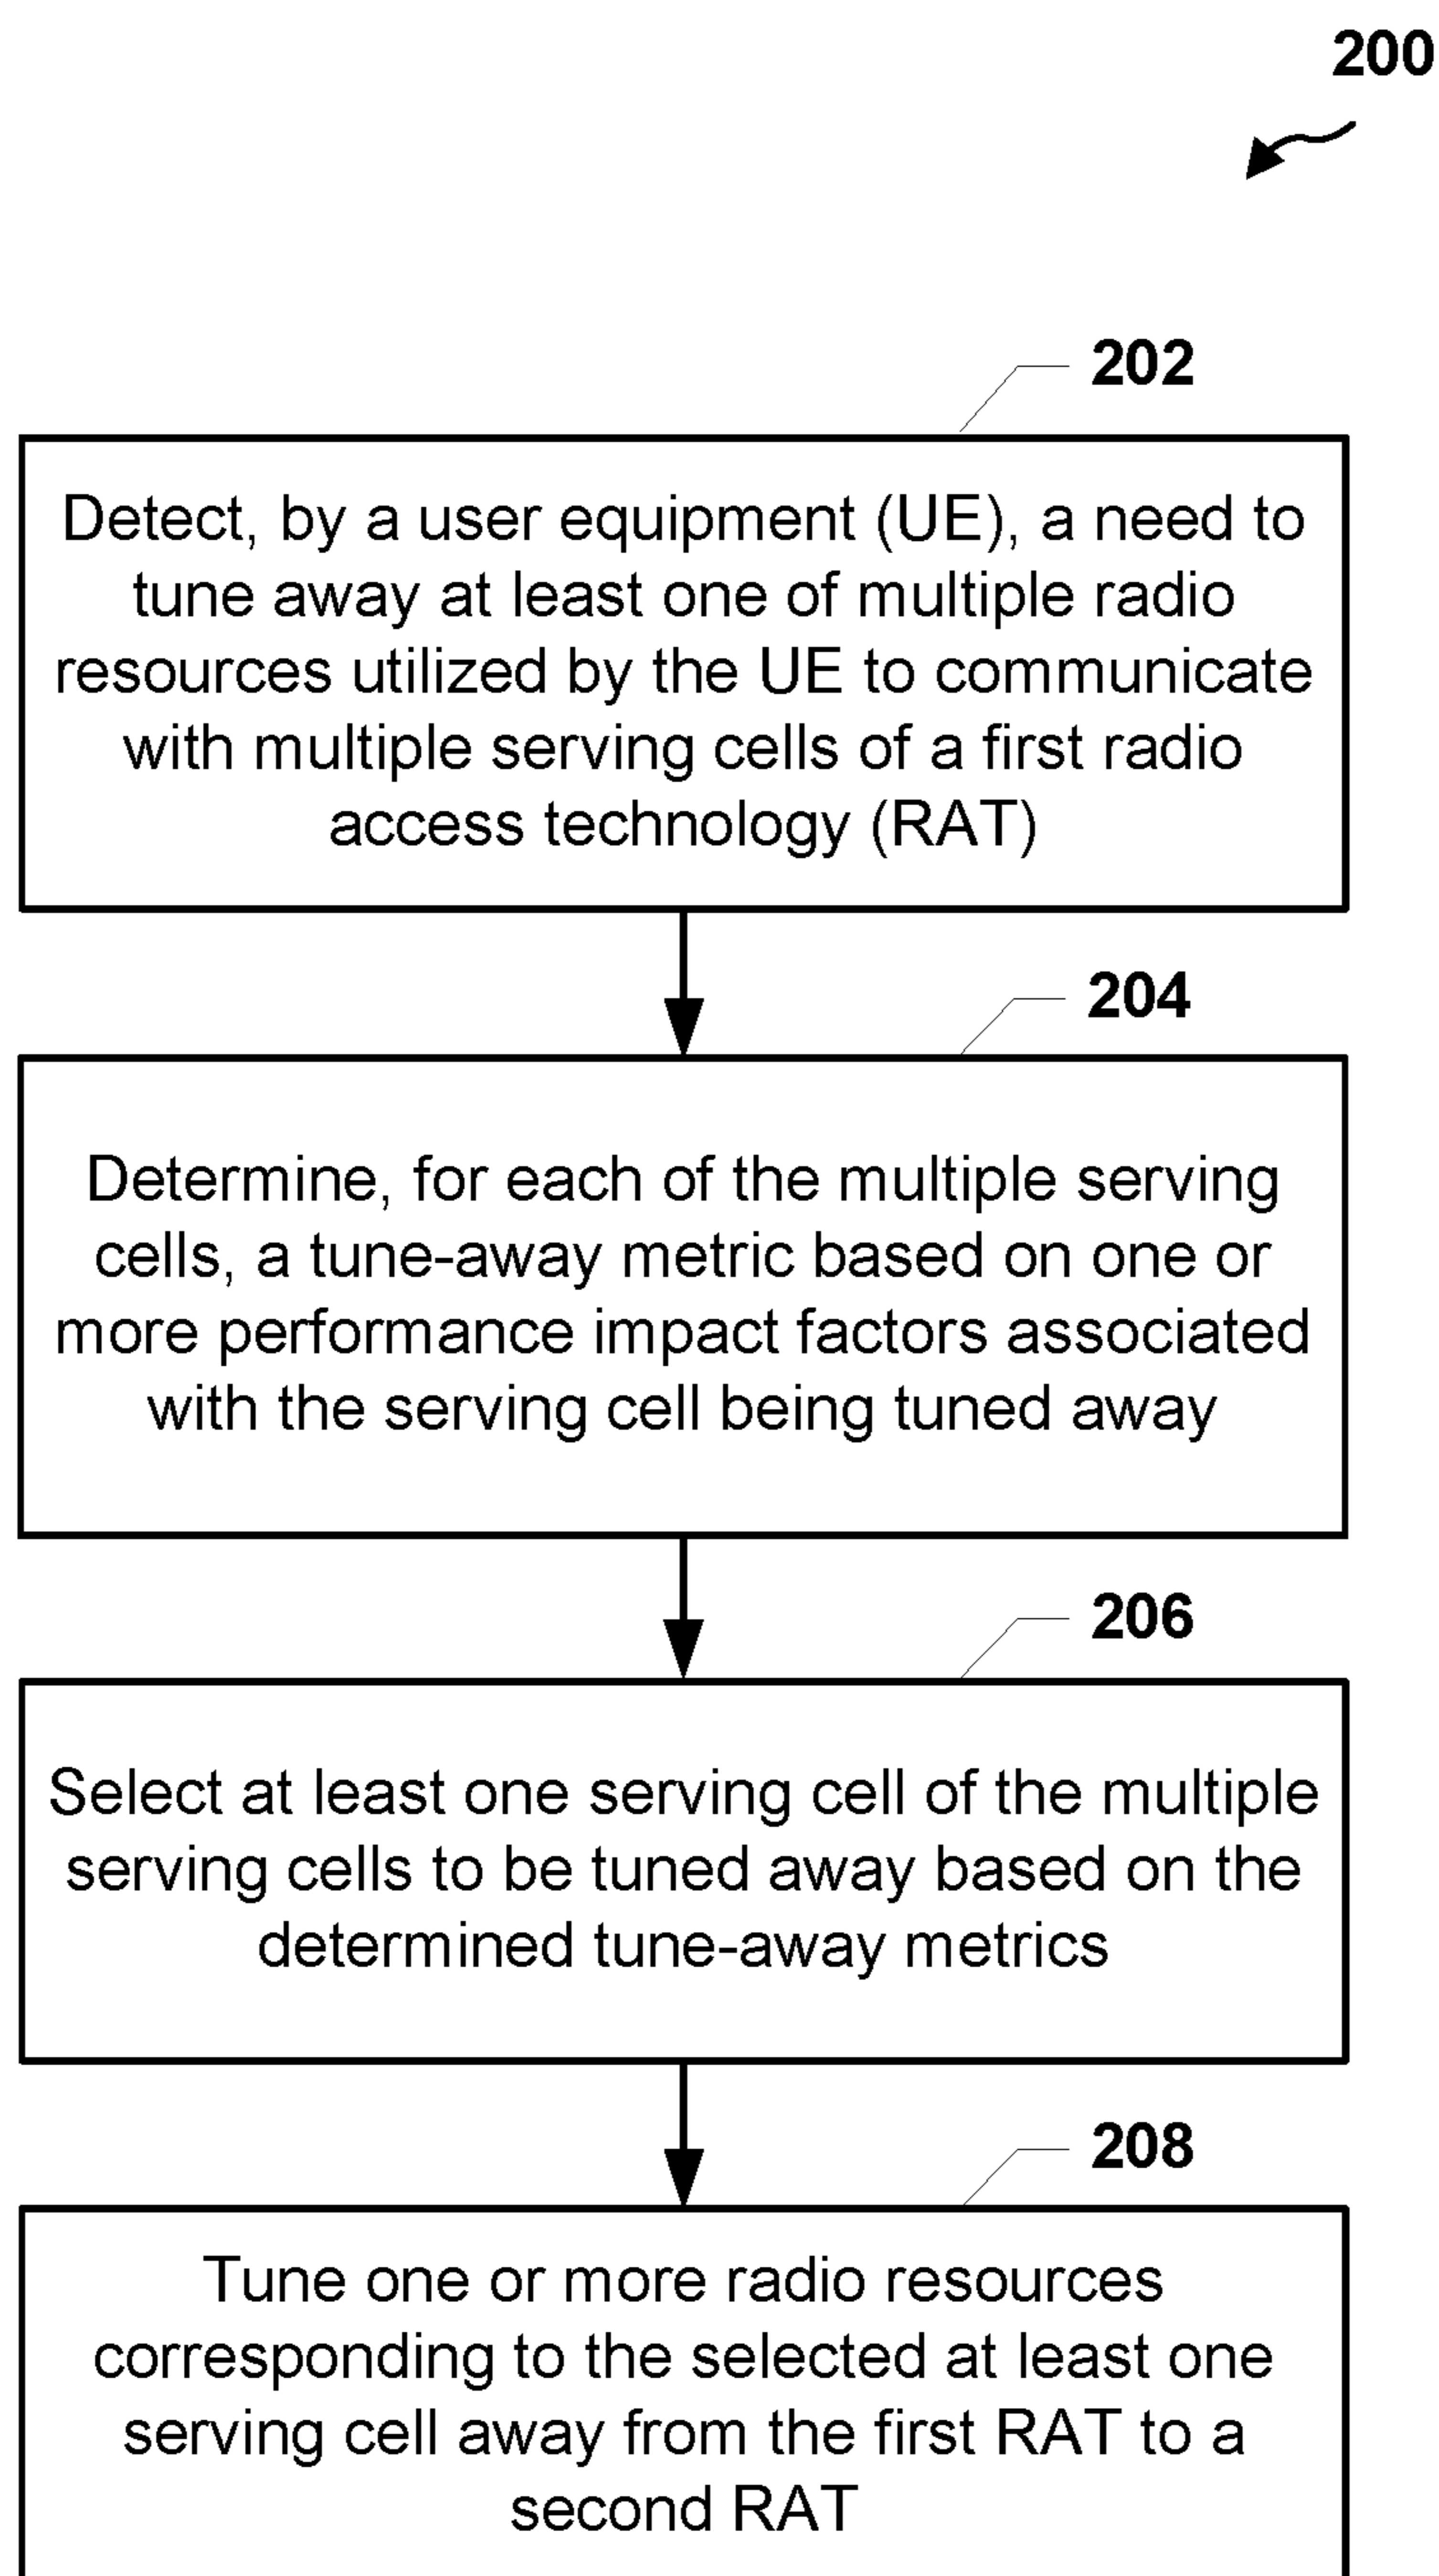 200
202
Detect, by a user equipment (UE), a need to
tune away at least one of multiple radio
resources utilized by the UE to communicate
with multiple serving cells of a first radio
access technology (RAT)
204
Determine, for each of the multiple serving
cells, a tune-away metric based on one or
more performance impact factors associated
with the serving cell being tuned away
206
Select at least one serving cell of the multiple
serving cells to be tuned away based on the
determined tune-away metrics
208
Tune one or more radio resources
corresponding to the selected at least one
serving cell away from the first RAT to a
second RAT